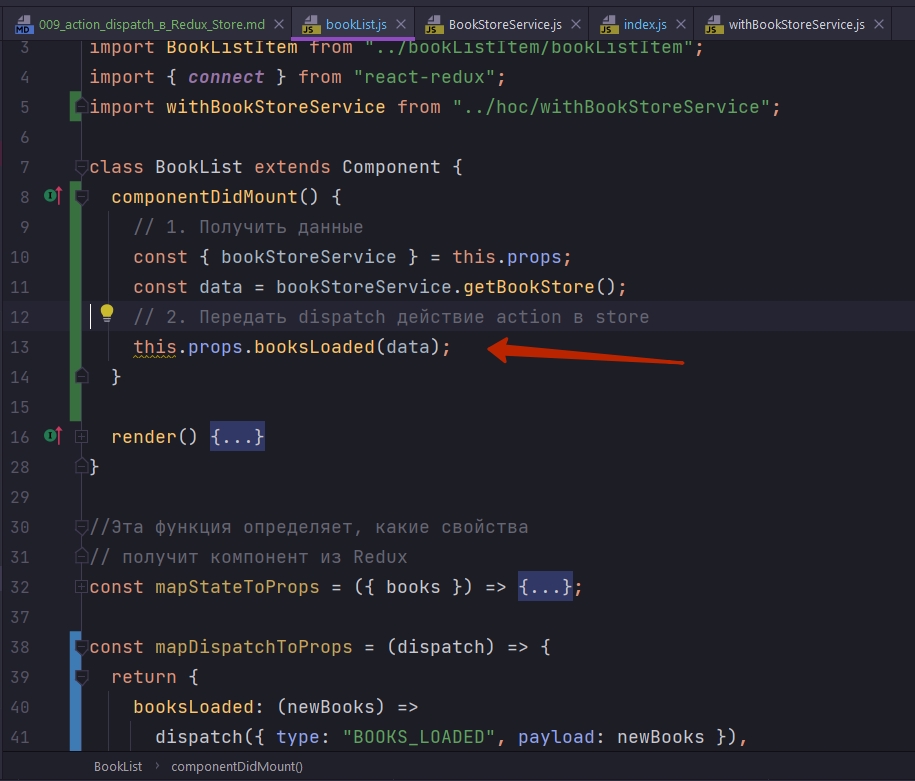 009_action_dispatch_в_Redux_Store.md
bookList.js
BookStoreService.js
index.js
withBookStoreService.js
3 import BookListItem from "../bookListItem/bookListItem";
4 import { connect } from "react-redux";
5 import withBookStoreService from "../hoc/withBookStoreService";
6
7 class BookList extends Component {
8 componentDidMount() {
9 // 1. Получить данные
10 const { bookStoreService } = this.props;
11 const data = bookStoreService.getBookStore();
12 // 2. Передать dispatch действие action в store
13 this.props.booksLoaded(data);
14 }
15
16 render() {...}
28 }
29
30 //Эта функция определяет, какие свойства
31 // получит компонент из Redux
32 const mapStateToProps = ({ books }) => {...};
37
38 const mapDispatchToProps = (dispatch) => {
39 return {
40 booksLoaded: (newBooks) =>
41 dispatch({ type: "BOOKS_LOADED", payload: newBooks }),
BookList › componentDidMount()